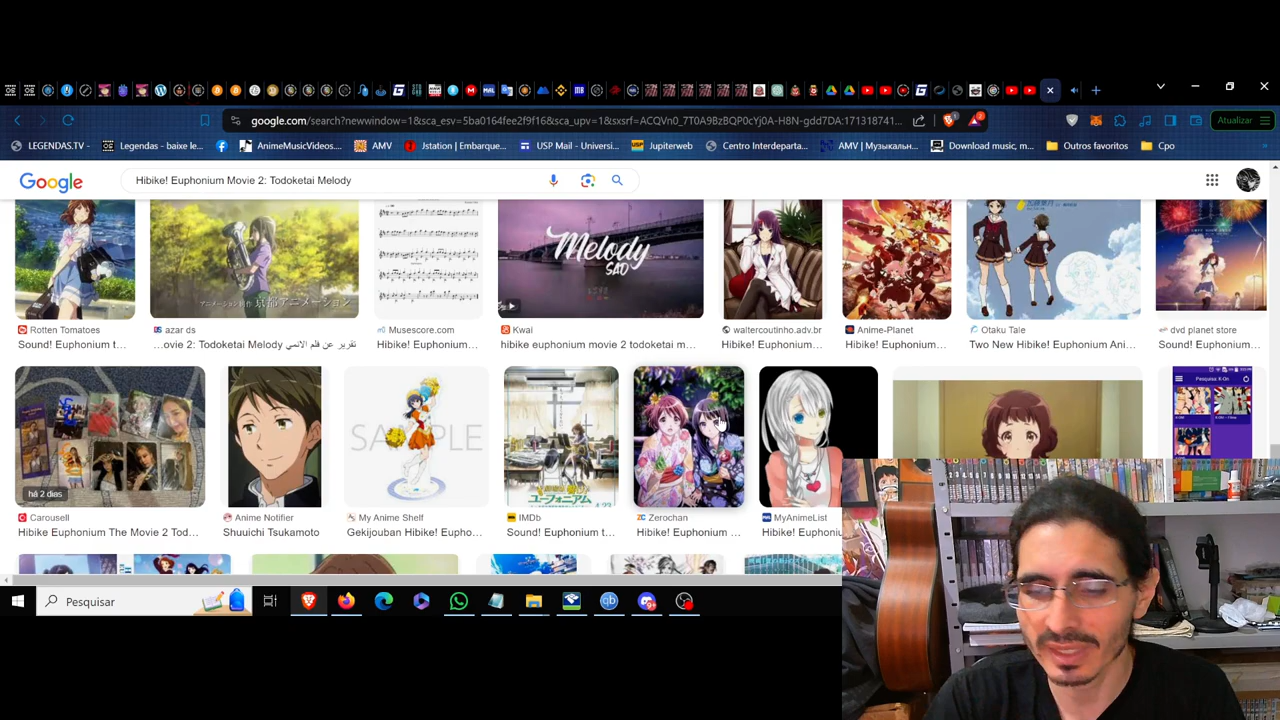 google.com/search?newwindow=1&sca_esv=5ba0164fee2f9f16&sca_upv=1&sxsrf=ACQVn0_7T0A9BzBQP0cYj0A-H8N-gdd7DA:171318741...
Atualizar
LEGENDAS.TV -
Legendas - baixe le...
AnimeMusicVideos....
AMV
Jstation | Embarque...
USP Mail - Universi...
Jupiterweb
Centro Interdeparta...
AMV | Музыкальн...
Download music, m...
Outros favoritos
Cpo
Google
Hibike! Euphonium Movie 2: Todoketai Melody
Melody
SAD
Rotten Tomatoes
Sound! Euphonium t...
azar ds
...ovie 2: Todoketai Melody تقرير عن فلم الانمي
Musescore.com
Hibike! Euphonium...
Kwai
hibike euphonium movie 2 todoketai m...
waltercoutinho.adv.br
Hibike! Euphonium...
Anime-Planet
Hibike! Euphonium...
Otaku Tale
Two New Hibike! Euphonium Ani...
dvd planet store
Sound! Euphonium...
há 2 dias
SAMPLE
Pesquisa: K-On
Carousell
Hibike Euphonium The Movie 2 Tod...
Anime Notifier
Shuuichi Tsukamoto
My Anime Shelf
Gekijouban Hibike! Eupho...
IMDb
Sound! Euphonium t...
Zerochan
Hibike! Euphonium ...
MyAnimeList
Hibike! Euphoniu
Pesquisar